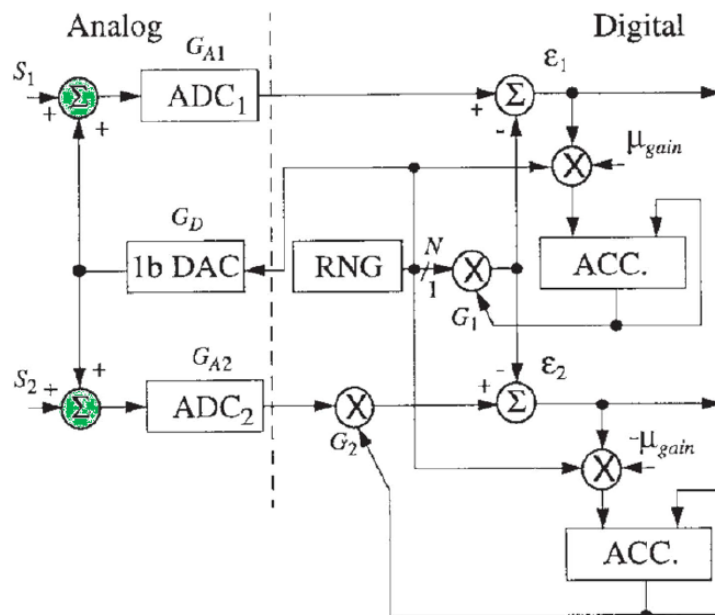 Analog
Digital
G_A1
S_1
+
Σ
+
ADC_1
+
Σ
-
ε_1
X
μ_gain
G_D
1b DAC
RNG
N
1
X
G_1
ACC.
G_A2
S_2 +
+
Σ
ADC_2
X
G_2
+
-
Σ
ε_2
X
-μ_gain
ACC.